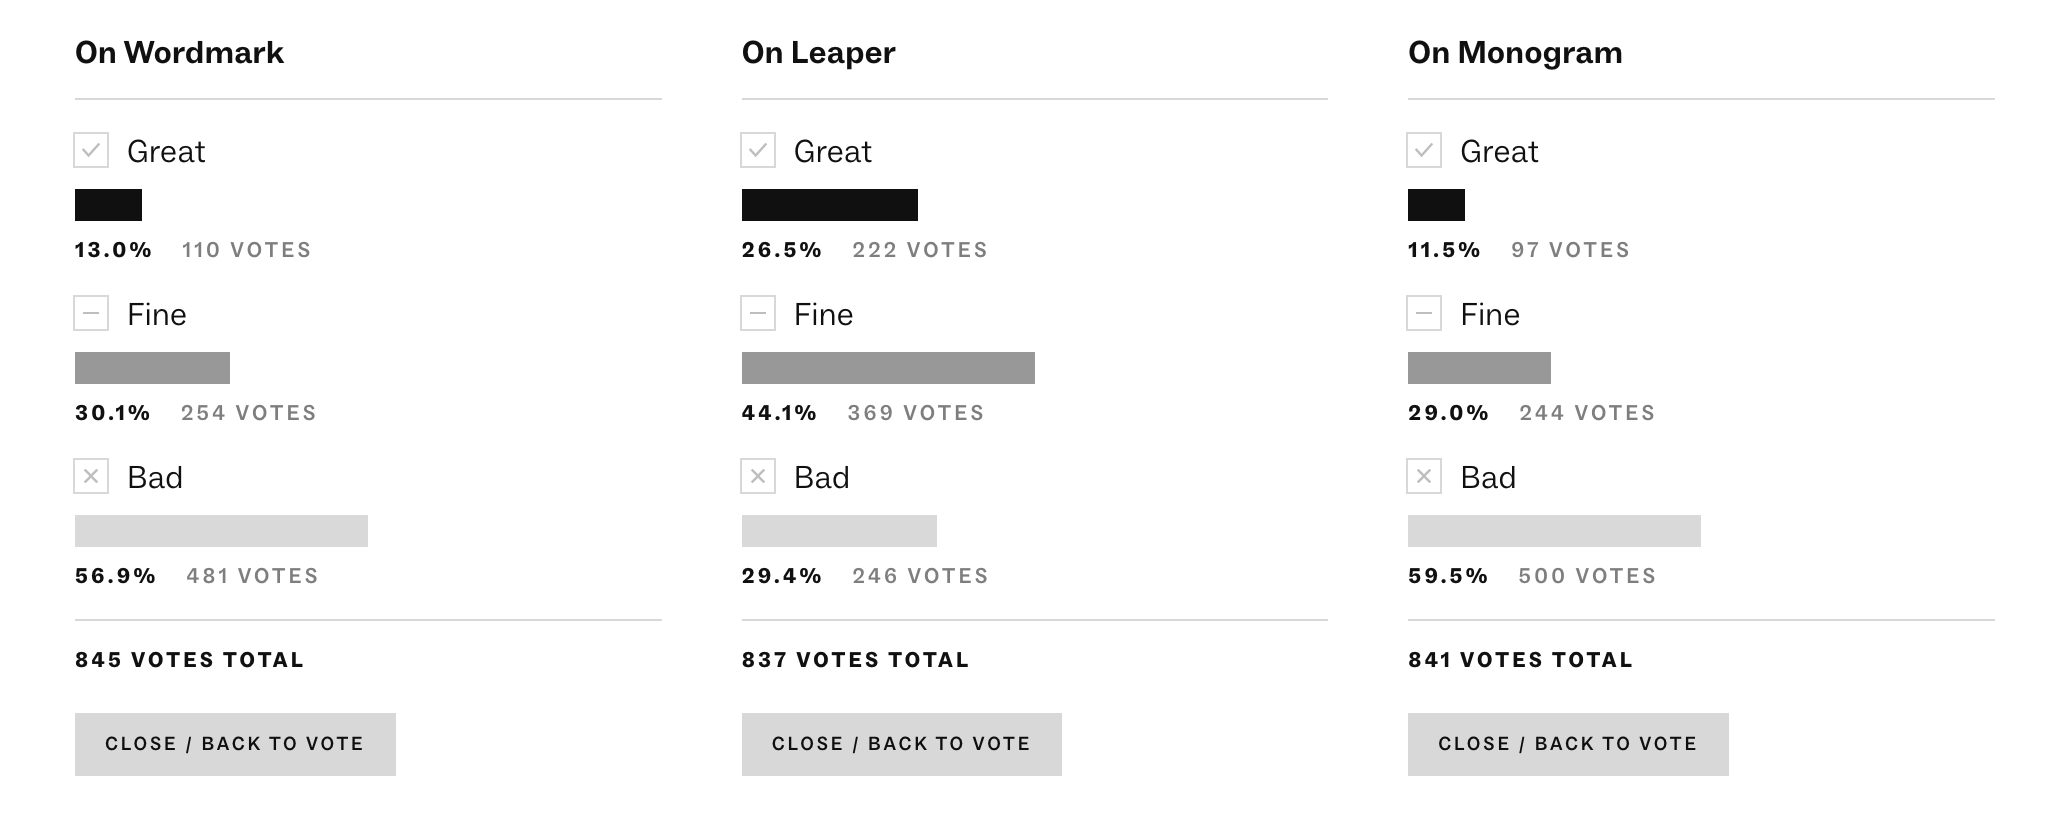 On Wordmark
Great
13.0% 110 VOTES
Fine
30.1% 254 VOTES
Bad
56.9% 481 VOTES
845 VOTES TOTAL
CLOSE / BACK TO VOTE
On Leaper
Great
26.5% 222 VOTES
Fine
44.1% 369 VOTES
Bad
29.4% 246 VOTES
837 VOTES TOTAL
CLOSE / BACK TO VOTE
On Monogram
Great
11.5% 97 VOTES
Fine
29.0% 244 VOTES
Bad
59.5% 500 VOTES
841 VOTES TOTAL
CLOSE / BACK TO VOTE